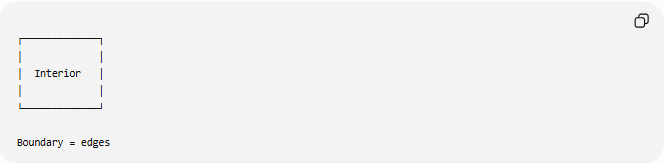 Interior
Boundary = edges